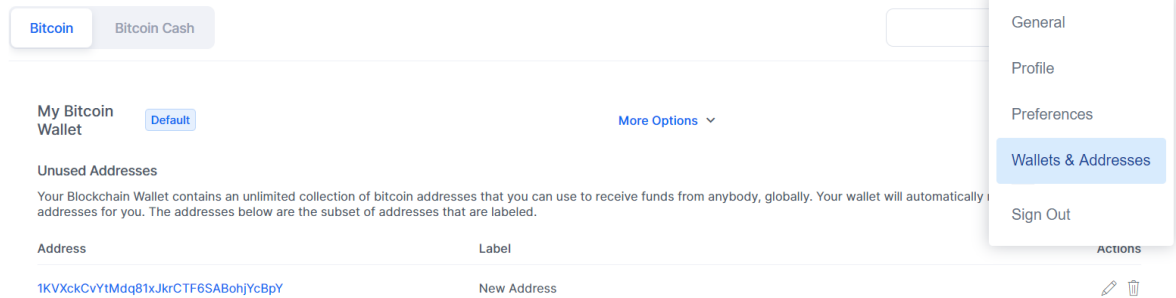 Bitcoin Bitcoin Cash
General
Profile
Preferences
Wallets & Addresses
Sign Out
My Bitcoin
Wallet
Default
More Options
Unused Addresses
Your Blockchain Wallet contains an unlimited collection of bitcoin addresses that you can use to receive funds from anybody, globally. Your wallet will automatically
addresses for you. The addresses below are the subset of addresses that are labeled.
Address Label Actions
1KVXckCvYtMdq81xJkrCTF6SABohjYcBpY New Address